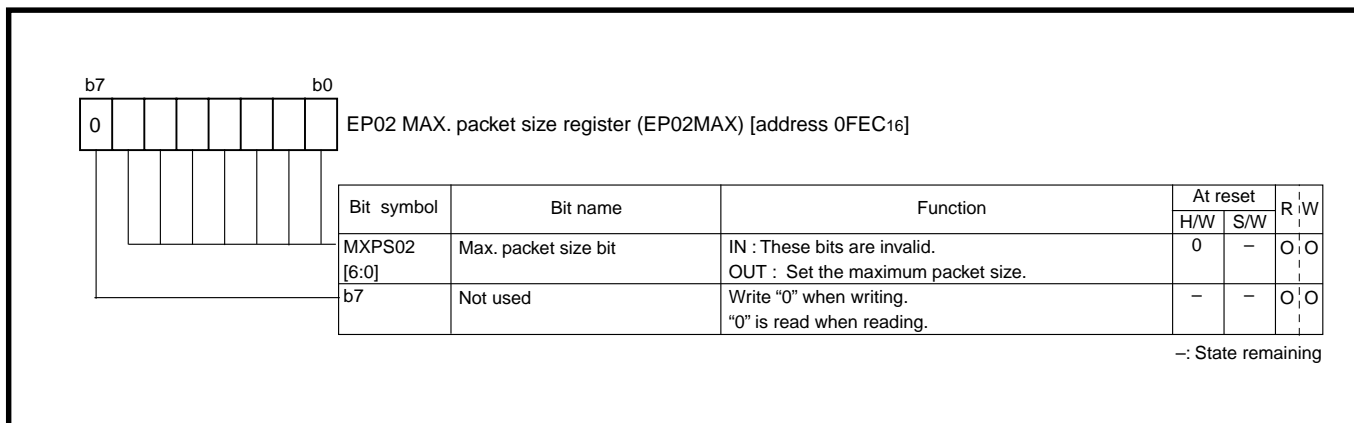 b7 b0
0 EP02 MAX. packet size register (EP02MAX) [address 0FEC16]
Bit symbol Bit name Function At reset R W
H/W S/W
MXPS02 Max. packet size bit IN : These bits are invalid. 0 – O O
[6:0] OUT : Set the maximum packet size.
b7 Not used Write “0” when writing. – – O O
“0” is read when reading.
–: State remaining